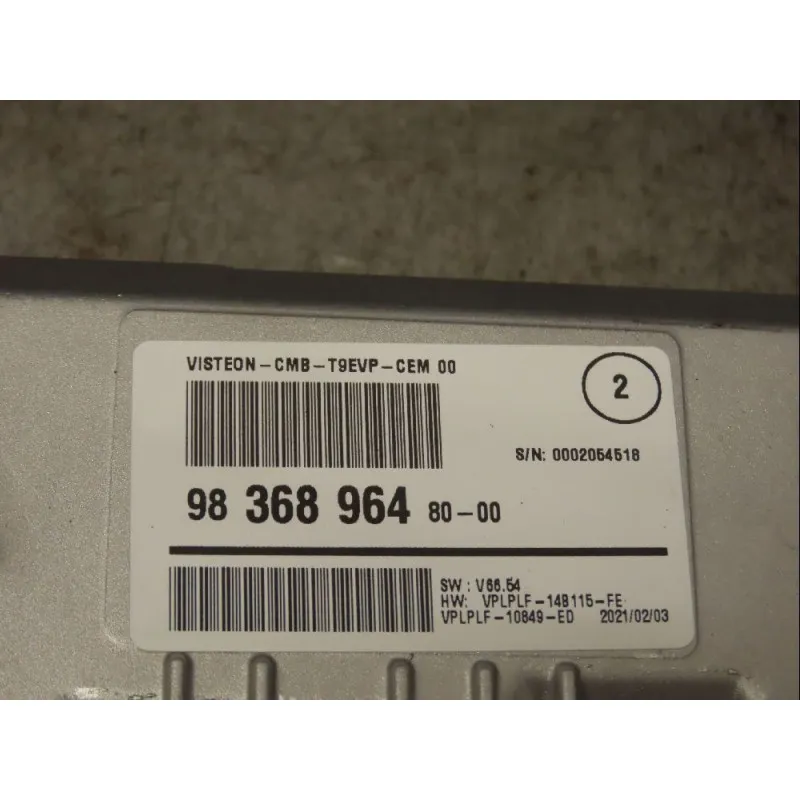 VISTEON-CMB-T9EVP-CEM 00
2
S/N: 0002054518
98 368 964 80-00
SW : V66.54
HW: VPLPLF-14B115-FE
VPLPLF-10849-ED 2021/02/03